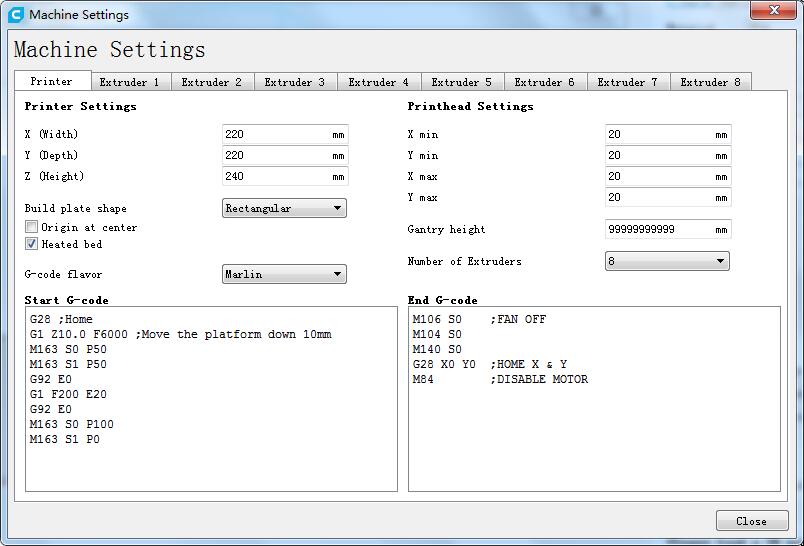 Machine Settings
Machine Settings
Printer Extruder 1 Extruder 2 Extruder 3 Extruder 4 Extruder 5 Extruder 6 Extruder 7 Extruder 8
Printer Settings
X (Width) 220 mm
Y (Depth) 220 mm
Z (Height) 240 mm
Build plate shape Rectangular
Origin at center
Heated bed
G-code flavor Marlin
Printhead Settings
X min 20 mm
Y min 20 mm
X max 20 mm
Y max 20 mm
Gantry height 99999999999 mm
Number of Extruders 8
Start G-code
G28 ;Home
G1 Z10.0 F6000 ;Move the platform down 10mm
M163 S0 P50
M163 S1 P50
G92 E0
G1 F200 E20
G92 E0
M163 S0 P100
M163 S1 P0
End G-code
M106 S0 ;FAN OFF
M104 S0
M140 S0
G28 X0 Y0 ;HOME X & Y
M84 ;DISABLE MOTOR
Close